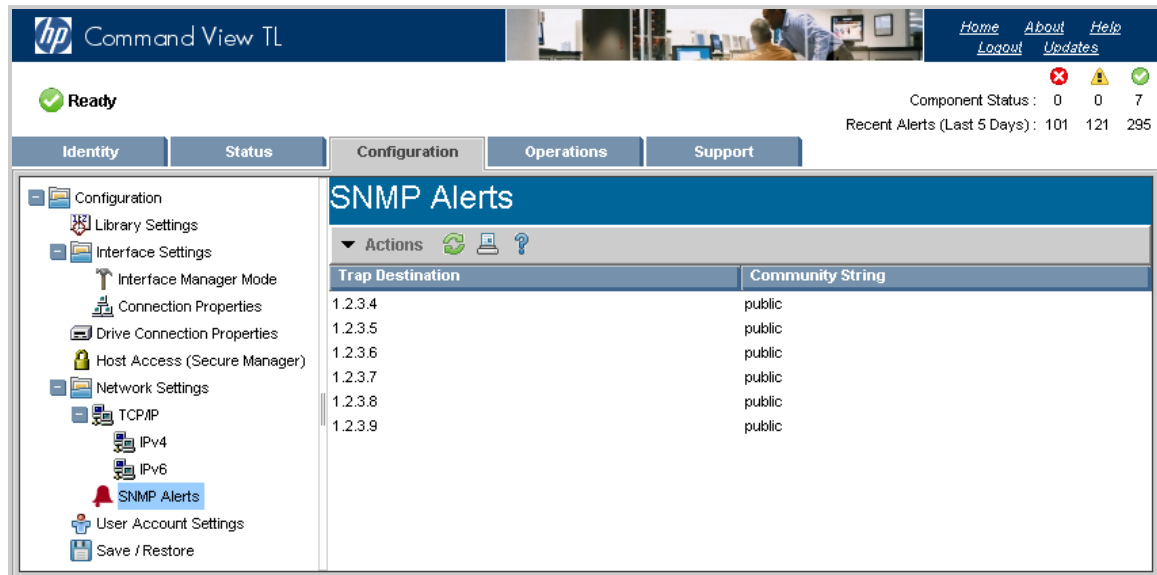 hp Command View TL
Home About Help
Logout Updates
Ready
Component Status : 0 0 7
Recent Alerts (Last 5 Days) : 101 121 295
Identity Status Configuration Operations Support
Configuration
Library Settings
Interface Settings
Interface Manager Mode
Connection Properties
Drive Connection Properties
Host Access (Secure Manager)
Network Settings
TCP/IP
IPv4
IPv6
SNMP Alerts
User Account Settings
Save / Restore
SNMP Alerts
Actions
Trap Destination Community String
1.2.3.4 public
1.2.3.5 public
1.2.3.6 public
1.2.3.7 public
1.2.3.8 public
1.2.3.9 public